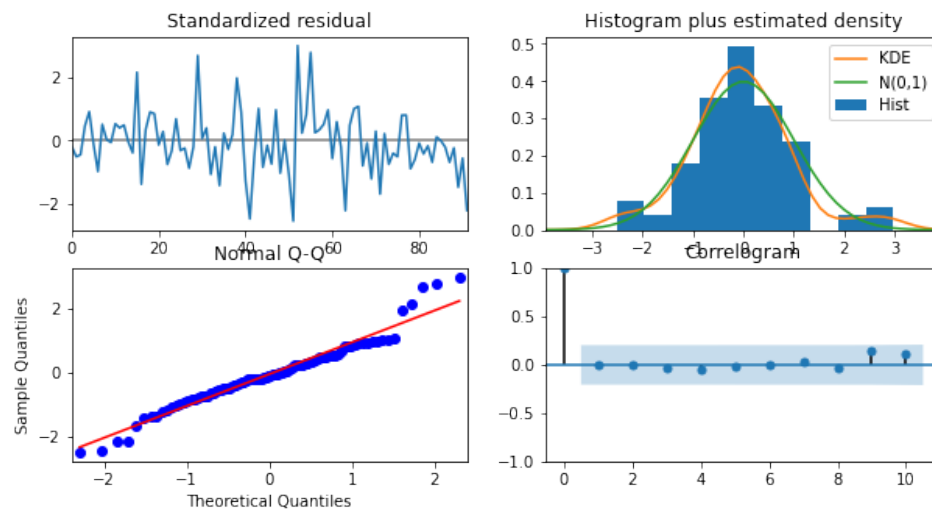 Standardized residual
2
0
−2
0 20 40 60 80
Histogram plus estimated density
KDE
N(0,1)
Hist
0.5
0.4
0.3
0.2
0.1
0.0
−3 −2 −1 0 1 2 3
Normal Q-Q
Sample Quantiles
2
0
−2
−2 −1 0 1 2
Theoretical Quantiles
Correlogram
1.0
0.5
0.0
−0.5
−1.0
0 2 4 6 8 10